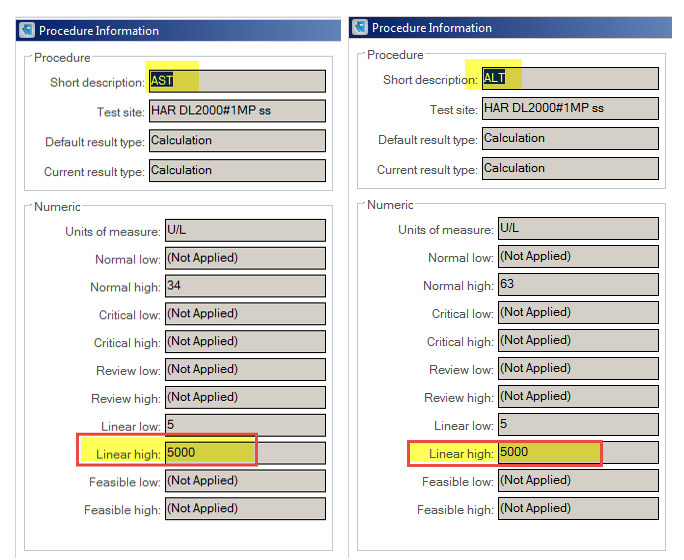 Procedure Information
Procedure
Short description: AST
Test site: HAR DL2000#1MP ss
Default result type: Calculation
Current result type: Calculation
Numeric
Units of measure: U/L
Normal low: (Not Applied)
Normal high: 34
Critical low: (Not Applied)
Critical high: (Not Applied)
Review low: (Not Applied)
Review high: (Not Applied)
Linear low: 5
Linear high: 5000
Feasible low: (Not Applied)
Feasible high: (Not Applied)
Procedure Information
Procedure
Short description: ALT
Test site: HAR DL2000#1MP ss
Default result type: Calculation
Current result type: Calculation
Numeric
Units of measure: U/L
Normal low: (Not Applied)
Normal high: 63
Critical low: (Not Applied)
Critical high: (Not Applied)
Review low: (Not Applied)
Review high: (Not Applied)
Linear low: 5
Linear high: 5000
Feasible low: (Not Applied)
Feasible high: (Not Applied)